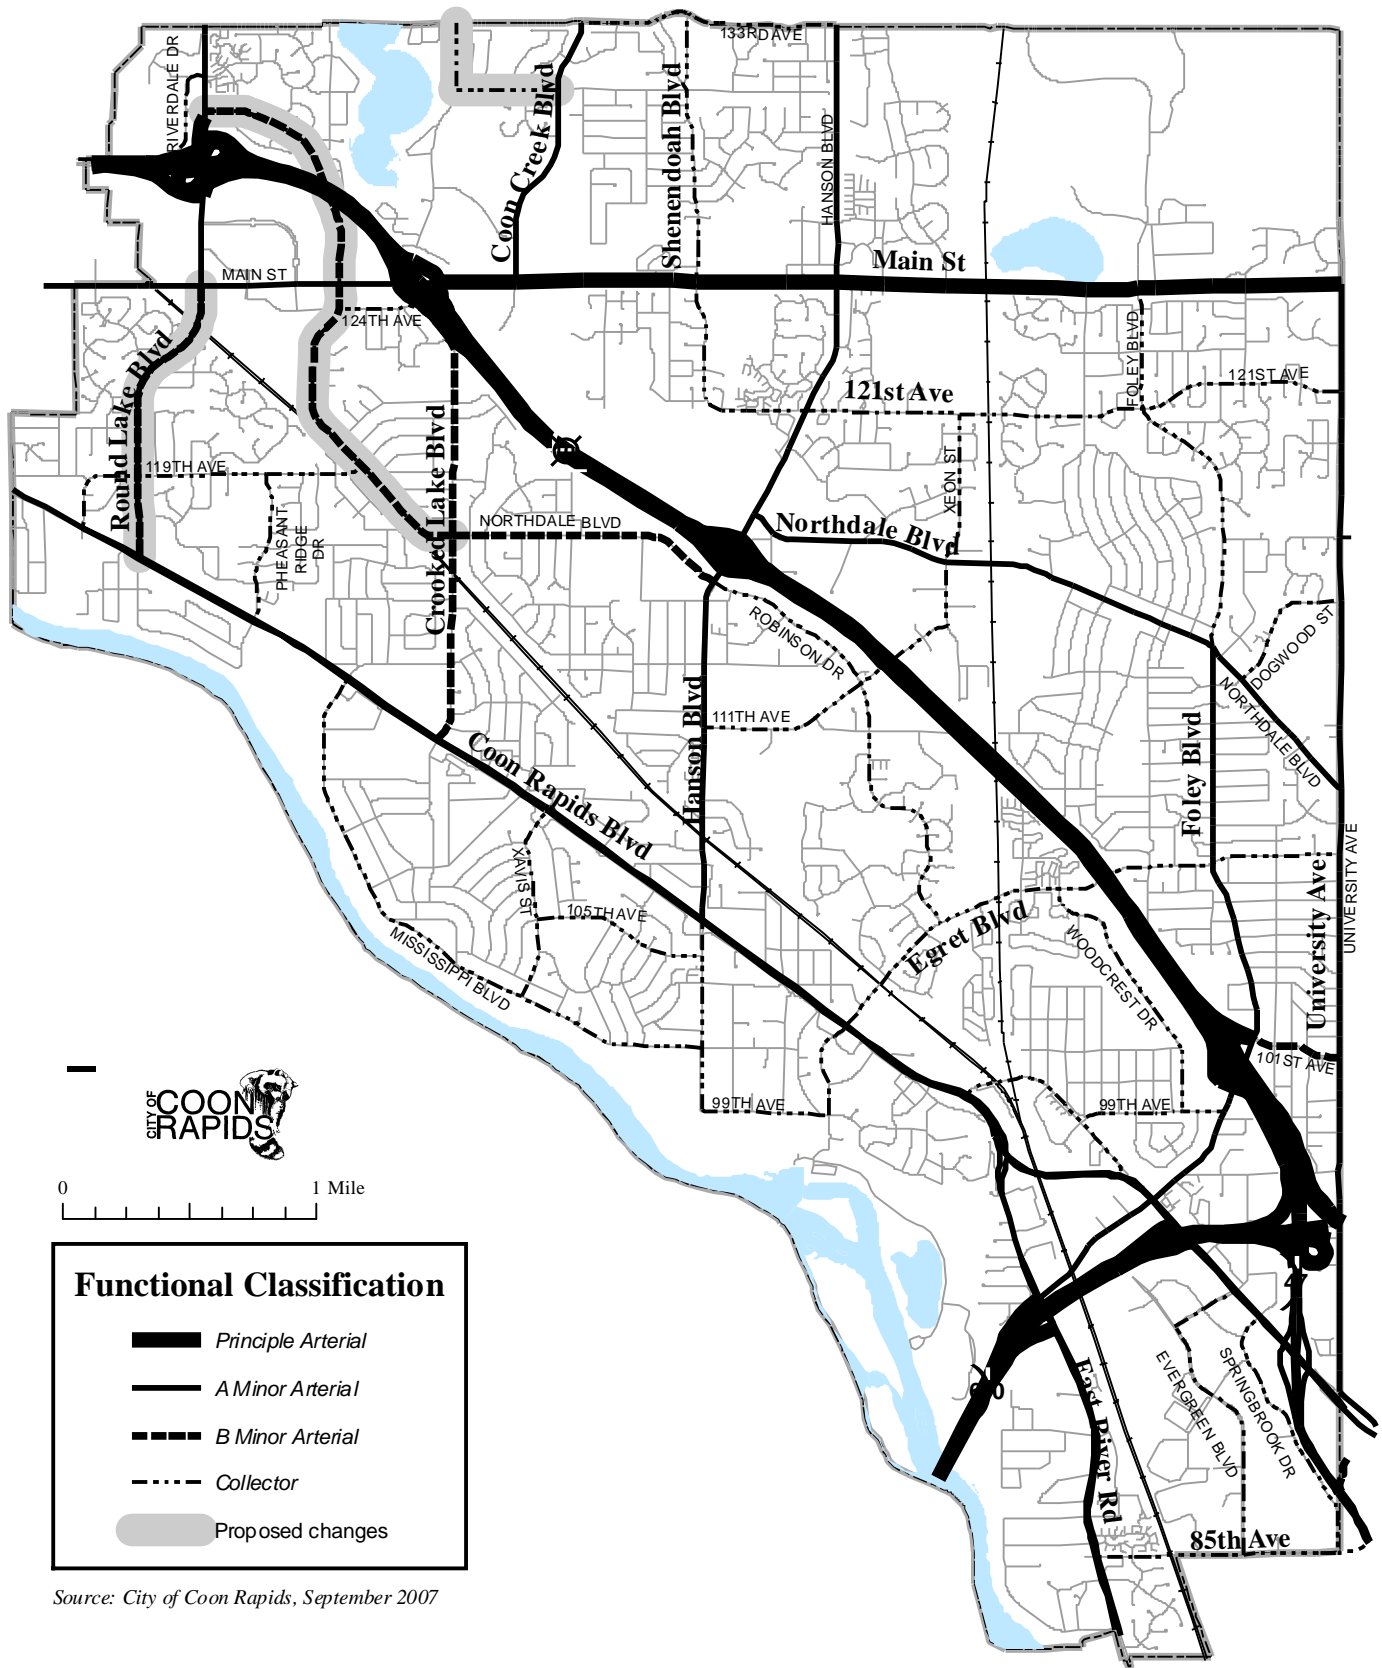 133RD AVE
RIVERDALE DR
Coon Creek Blvd
Shenendoah Blvd
HANSON BLVD
MAIN ST
Main St
124TH AVE
FOLEY BLVD
121ST AVE
121st Ave
Round Lake Blvd
Crooked Lake Blvd
119TH AVE
XEON ST
PHEASANT
RIDGE
DR
NORTHDALE BLVD
Northdale Blvd
ROBINSON DR
DOGWOOD ST
NORTHDALE BLVD
111TH AVE
Hanson Blvd
Foley Blvd
Coon Rapids Blvd
UNIVERSITY AVE
University Ave
XAVIS ST
105TH AVE
Egret Blvd
WOODCREST DR
MISSISSIPPI BLVD
101ST AVE
99TH AVE
99TH AVE
CITY OF
COON
RAPIDS
0 1 Mile
47
East River Rd
EVERGREEN BLVD
SPRINGBROOK DR
85th Ave
Functional Classification
Principle Arterial
A Minor Arterial
B Minor Arterial
Collector
Proposed changes
Source: City of Coon Rapids, September 2007